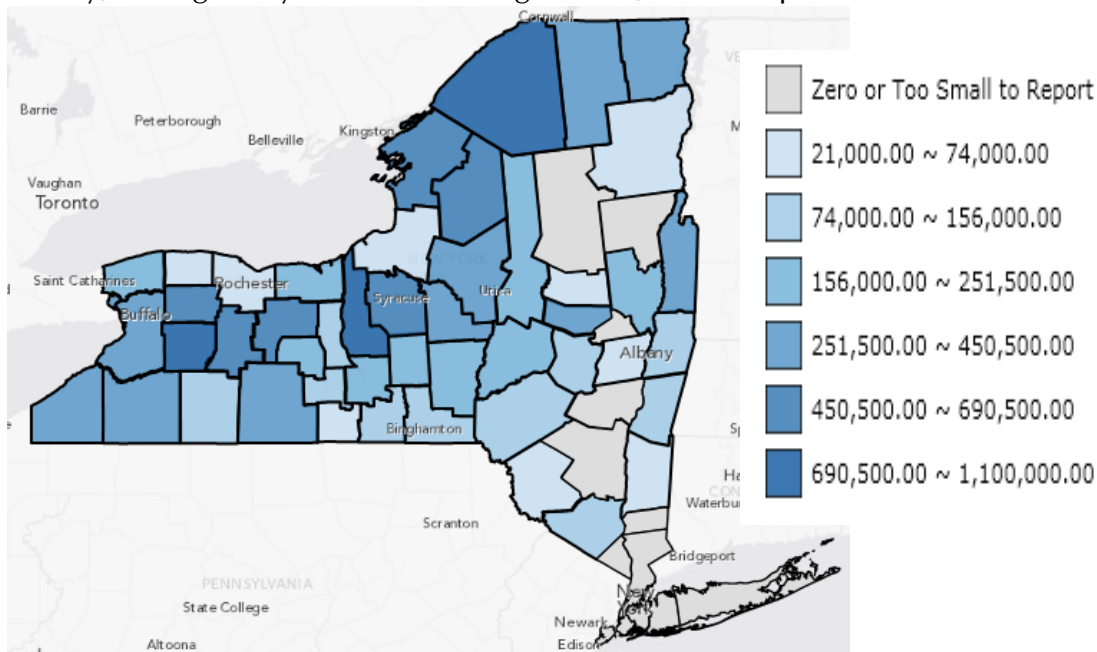 Cornwall
Barrie
Peterborough
Belleville
Kingston
Vaughan
Toronto
NEW YORK
Saint Catharines
Rochester
Buffalo
Syracuse
Utica
Albany
Binghamton
Scranton
Waterbu
Bridgeport
PENNSYLVANIA
State College
New
York
Newark
Edison
Altoona
Zero or Too Small to Report
21,000.00 ~ 74,000.00
74,000.00 ~ 156,000.00
156,000.00 ~ 251,500.00
251,500.00 ~ 450,500.00
450,500.00 ~ 690,500.00
690,500.00 ~ 1,100,000.00